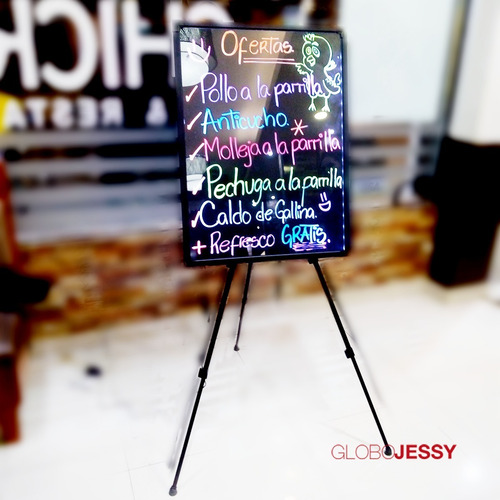 Ofertas
Pollo a la parrilla
Anticucho
Molleja a la parrilla
Pechuga a la parrilla
Caldo de Gallina.
+ Refresco GRATIS.
GLOBOJESSY